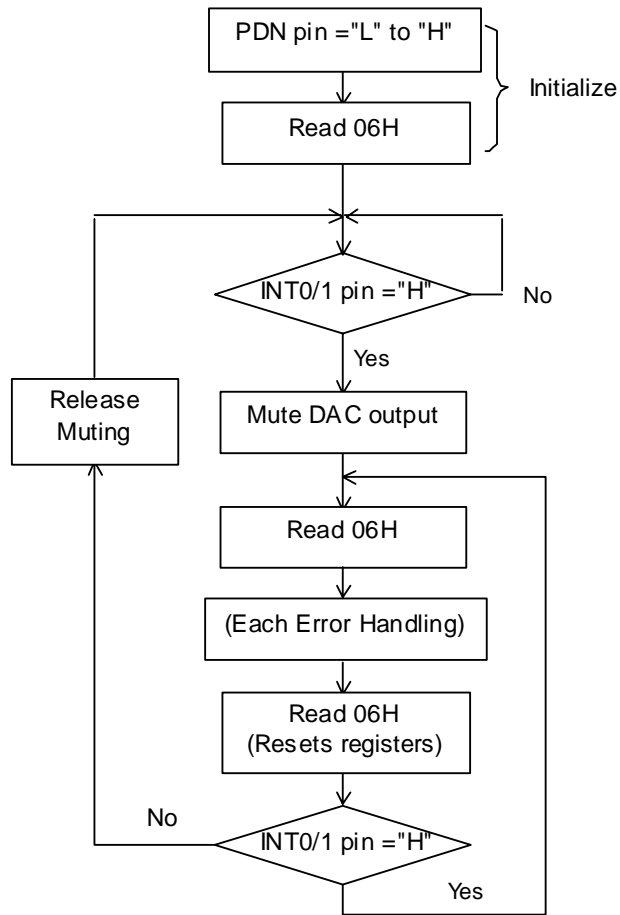 PDN pin ="L" to "H"
Initialize
Read 06H
INT0/1 pin ="H"
No
Yes
Release
Muting
Mute DAC output
Read 06H
(Each Error Handling)
Read 06H
(Resets registers)
No
INT0/1 pin ="H"
Yes